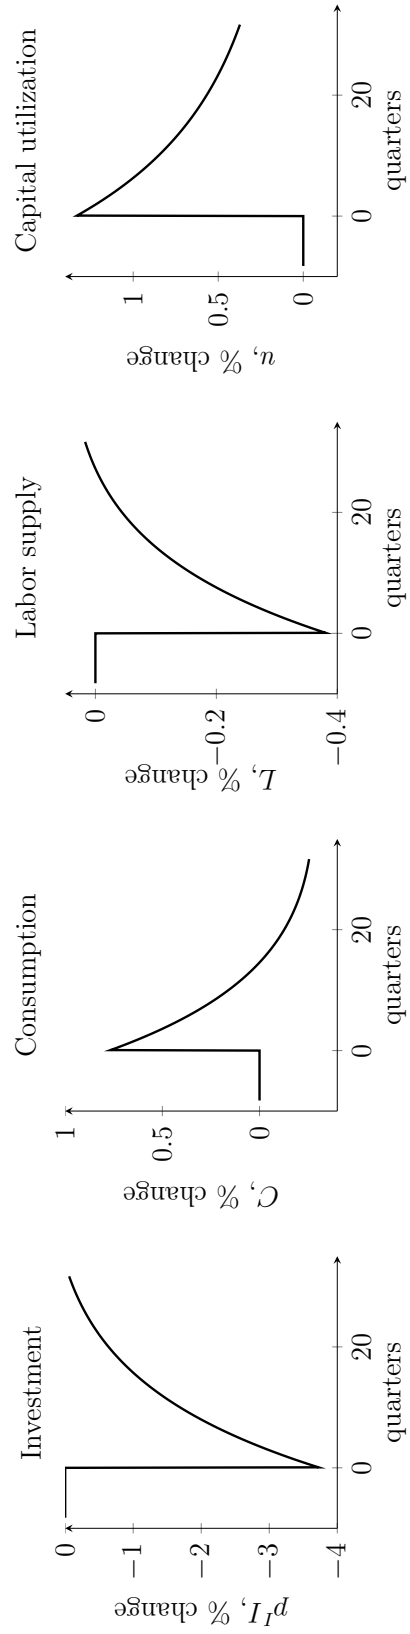 Investment
p^I I, % change
0
−1
−2
−3
−4
0
20
quarters
Consumption
C, % change
1
0.5
0
0
20
quarters
Labor supply
L, % change
0
−0.2
−0.4
0
20
quarters
Capital utilization
u, % change
1
0.5
0
0
20
quarters